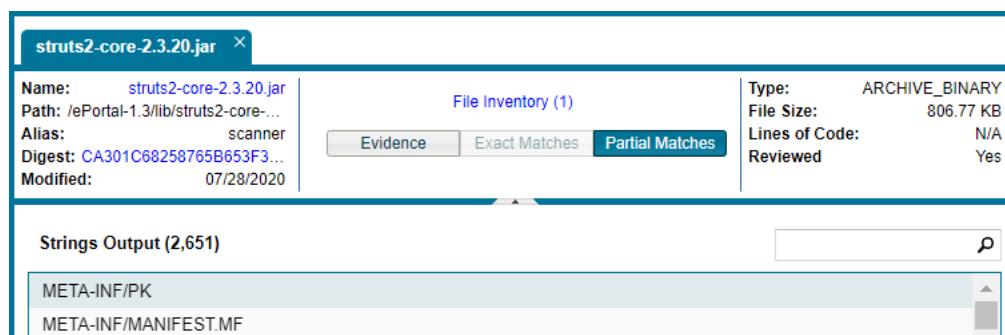 struts2-core-2.3.20.jar ×
Name: struts2-core-2.3.20.jar
Path: /ePortal-1.3/lib/struts2-core-...
Alias: scanner
Digest: CA301C68258765B653F3...
Modified: 07/28/2020
File Inventory (1)
Evidence Exact Matches Partial Matches
Type: ARCHIVE_BINARY
File Size: 806.77 KB
Lines of Code: N/A
Reviewed Yes
Strings Output (2,651)
META-INF/PK
META-INF/MANIFEST.MF